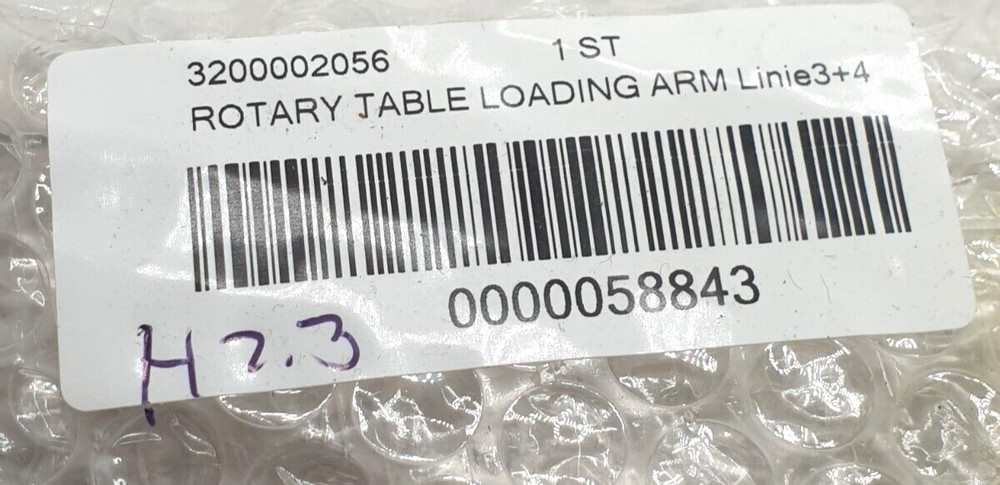 3200002056 1 ST
ROTARY TABLE LOADING ARM Linie3+4
0000058843
H2.3